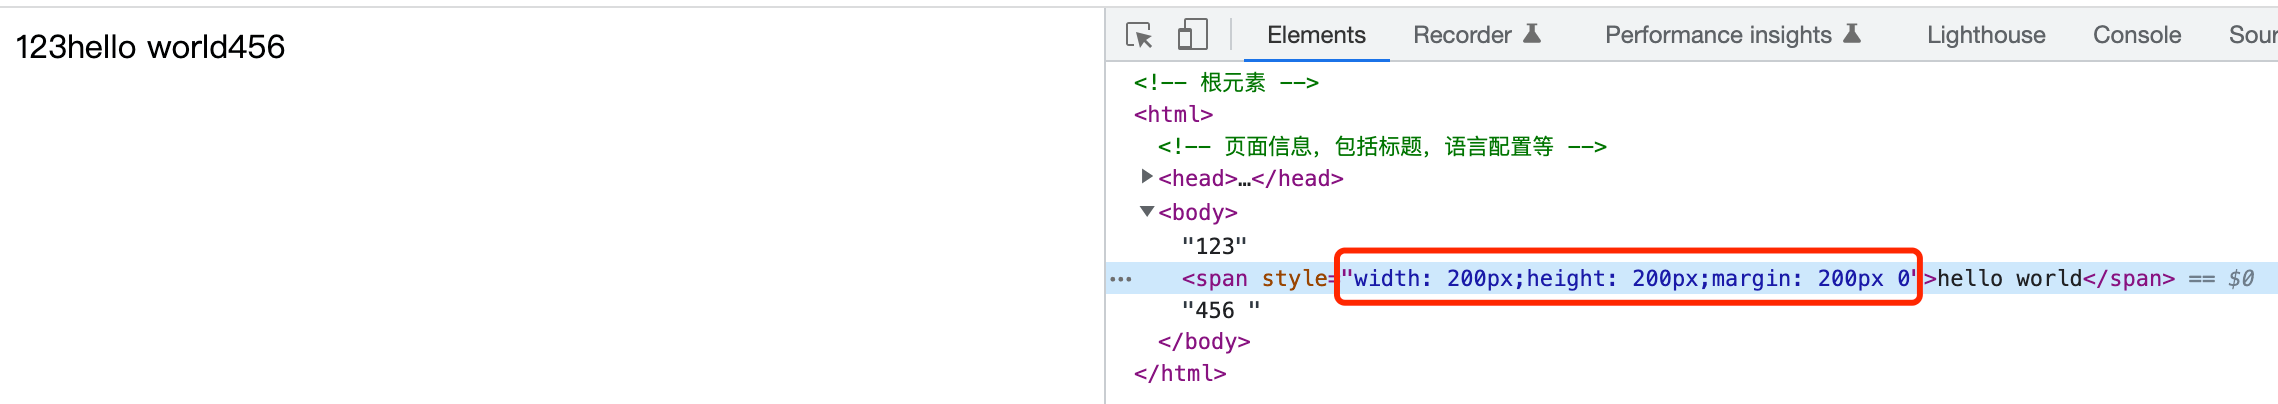 123hello world456
Elements Recorder Performance insights Lighthouse Console Sour
<!-- 根元素 -->
<html>
<!-- 页面信息，包括标题，语言配置等 -->
<head>…</head>
<body>
"123"
<span style="width: 200px;height: 200px;margin: 200px 0">hello world</span> == $0
"456 "
</body>
</html>